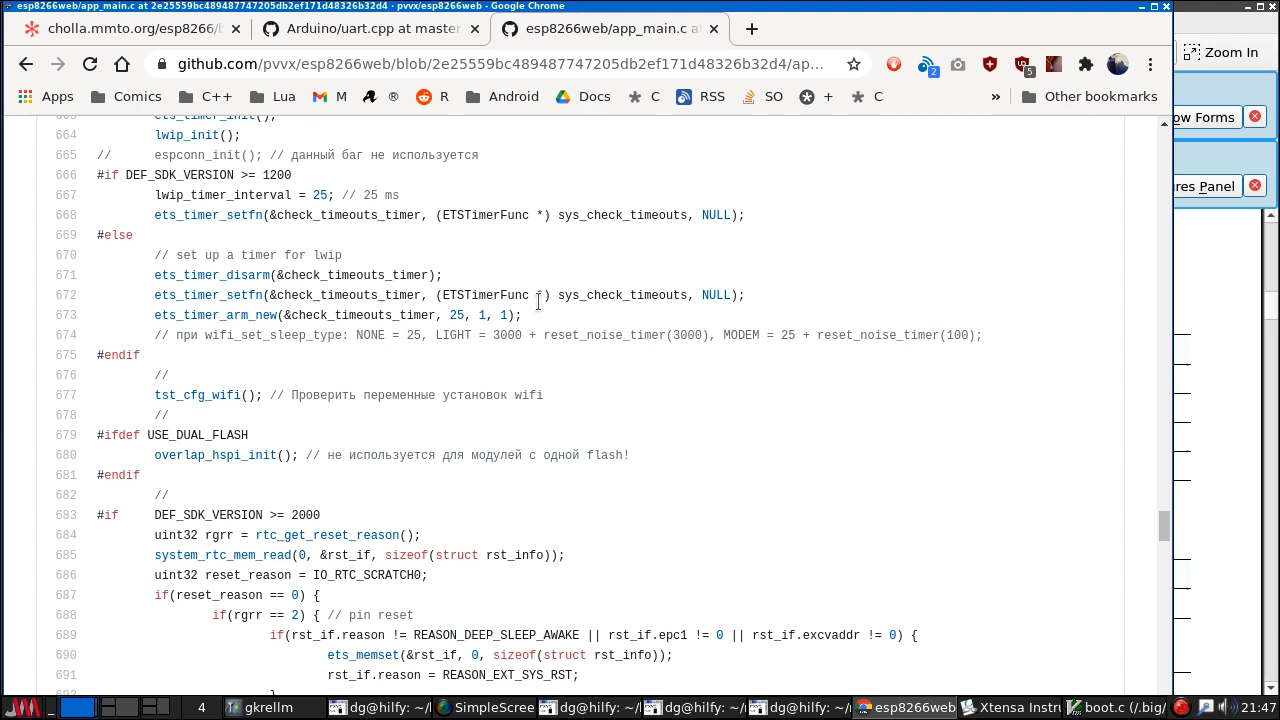 esp8266web/app_main.c at 2e25559bc489487747205db2ef171d48326b32d4 · pvvx/esp8266web - Google Chrome
cholla.mmto.org/esp8266/
Arduino/uart.cpp at master
esp8266web/app_main.c a
Zoom In
github.com/pvvx/esp8266web/blob/2e25559bc489487747205db2ef171d48326b32d4/ap...
2
5
Apps Comics C++ Lua M ® R Android Docs C RSS SO + C » Other bookmarks
ow Forms
res Panel
663 ets_timer_init();
664 lwip_init();
665 // espconn_init(); // данный баг не используется
666 #if DEF_SDK_VERSION >= 1200
667 lwip_timer_interval = 25; // 25 ms
668 ets_timer_setfn(&check_timeouts_timer, (ETSTimerFunc *) sys_check_timeouts, NULL);
669 #else
670 // set up a timer for lwip
671 ets_timer_disarm(&check_timeouts_timer);
672 ets_timer_setfn(&check_timeouts_timer, (ETSTimerFunc *) sys_check_timeouts, NULL);
673 ets_timer_arm_new(&check_timeouts_timer, 25, 1, 1);
674 // при wifi_set_sleep_type: NONE = 25, LIGHT = 3000 + reset_noise_timer(3000), MODEM = 25 + reset_noise_timer(100);
675 #endif
676 //
677 tst_cfg_wifi(); // Проверить переменные установок wifi
678 //
679 #ifdef USE_DUAL_FLASH
680 overlap_hspi_init(); // не используется для модулей с одной flash!
681 #endif
682 //
683 #if DEF_SDK_VERSION >= 2000
684 uint32 rgrr = rtc_get_reset_reason();
685 system_rtc_mem_read(0, &rst_if, sizeof(struct rst_info));
686 uint32 reset_reason = IO_RTC_SCRATCH0;
687 if(reset_reason == 0) {
688 if(rgrr == 2) { // pin reset
689 if(rst_if.reason != REASON_DEEP_SLEEP_AWAKE || rst_if.epc1 != 0 || rst_if.excvaddr != 0) {
690 ets_memset(&rst_if, 0, sizeof(struct rst_info));
691 rst_if.reason = REASON_EXT_SYS_RST;
692 }
4 gkrellm dg@hilfy: ~/ SimpleScree dg@hilfy: ~/ dg@hilfy: ~/ dg@hilfy: ~/ esp8266web Xtensa Instru boot.c (/.big/ 21:47